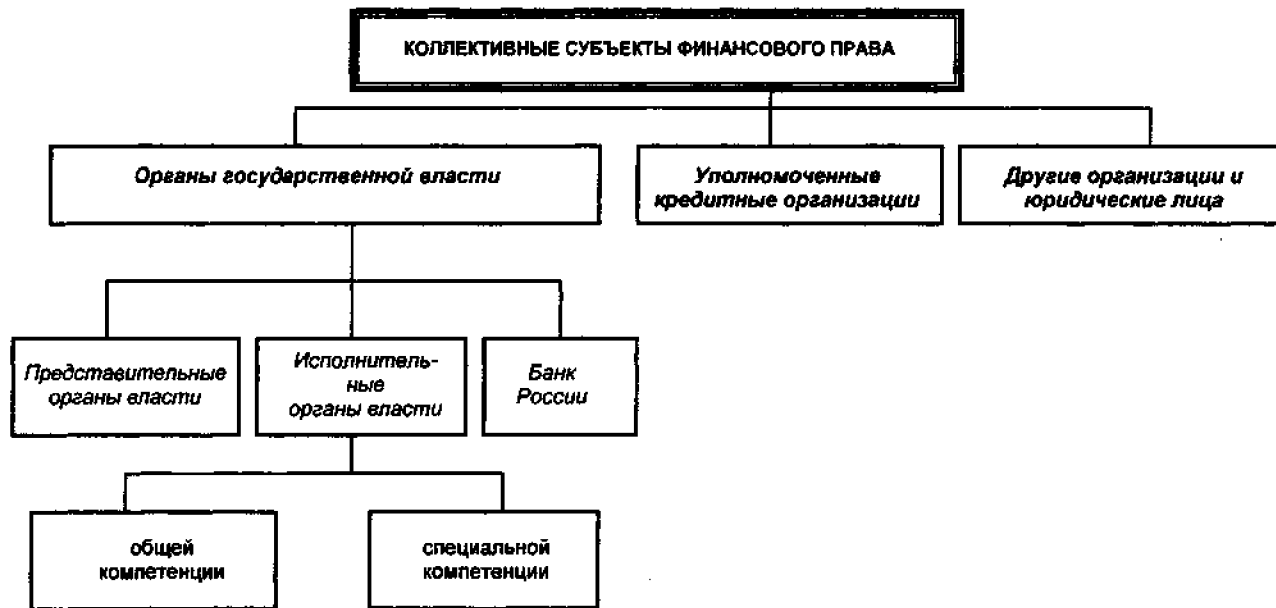 КОЛЛЕКТИВНЫЕ СУБЪЕКТЫ ФИНАНСОВОГО ПРАВА
Органы государственной власти
Уполномоченные
кредитные организации
Другие организации и
юридические лица
Представительные
органы власти
Исполнитель-
ные
органы власти
Банк
России
общей
компетенции
специальной
компетенции